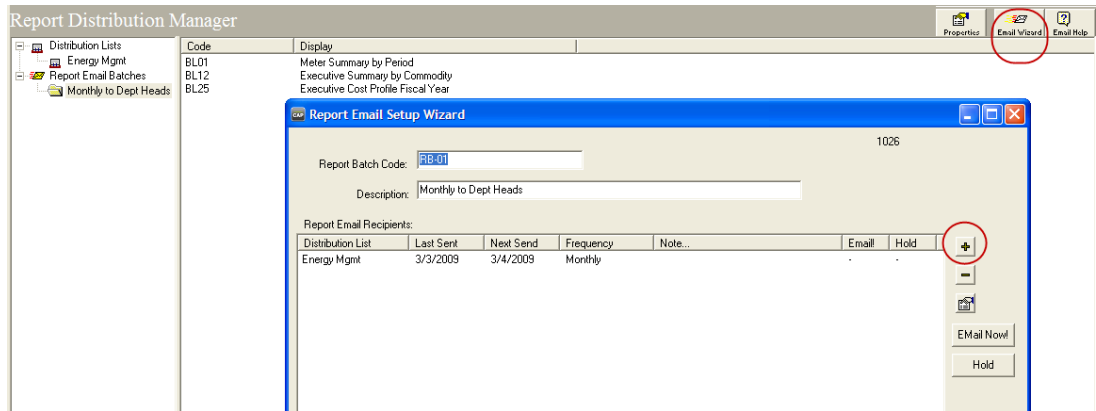 Report Distribution Manager
Properties Email Wizard Email Help
Distribution Lists
Energy Mgmt
Report Email Batches
Monthly to Dept Heads
Code Display
BL01 Meter Summary by Period
BL12 Executive Summary by Commodity
BL25 Executive Cost Profile Fiscal Year
CAP Report Email Setup Wizard
1026
Report Batch Code: RB-01
Description: Monthly to Dept Heads
Report Email Recipients:
Distribution List Last Sent Next Send Frequency Note... Email! Hold
Energy Mgmt 3/3/2009 3/4/2009 Monthly - -
+
-
EMail Now!
Hold